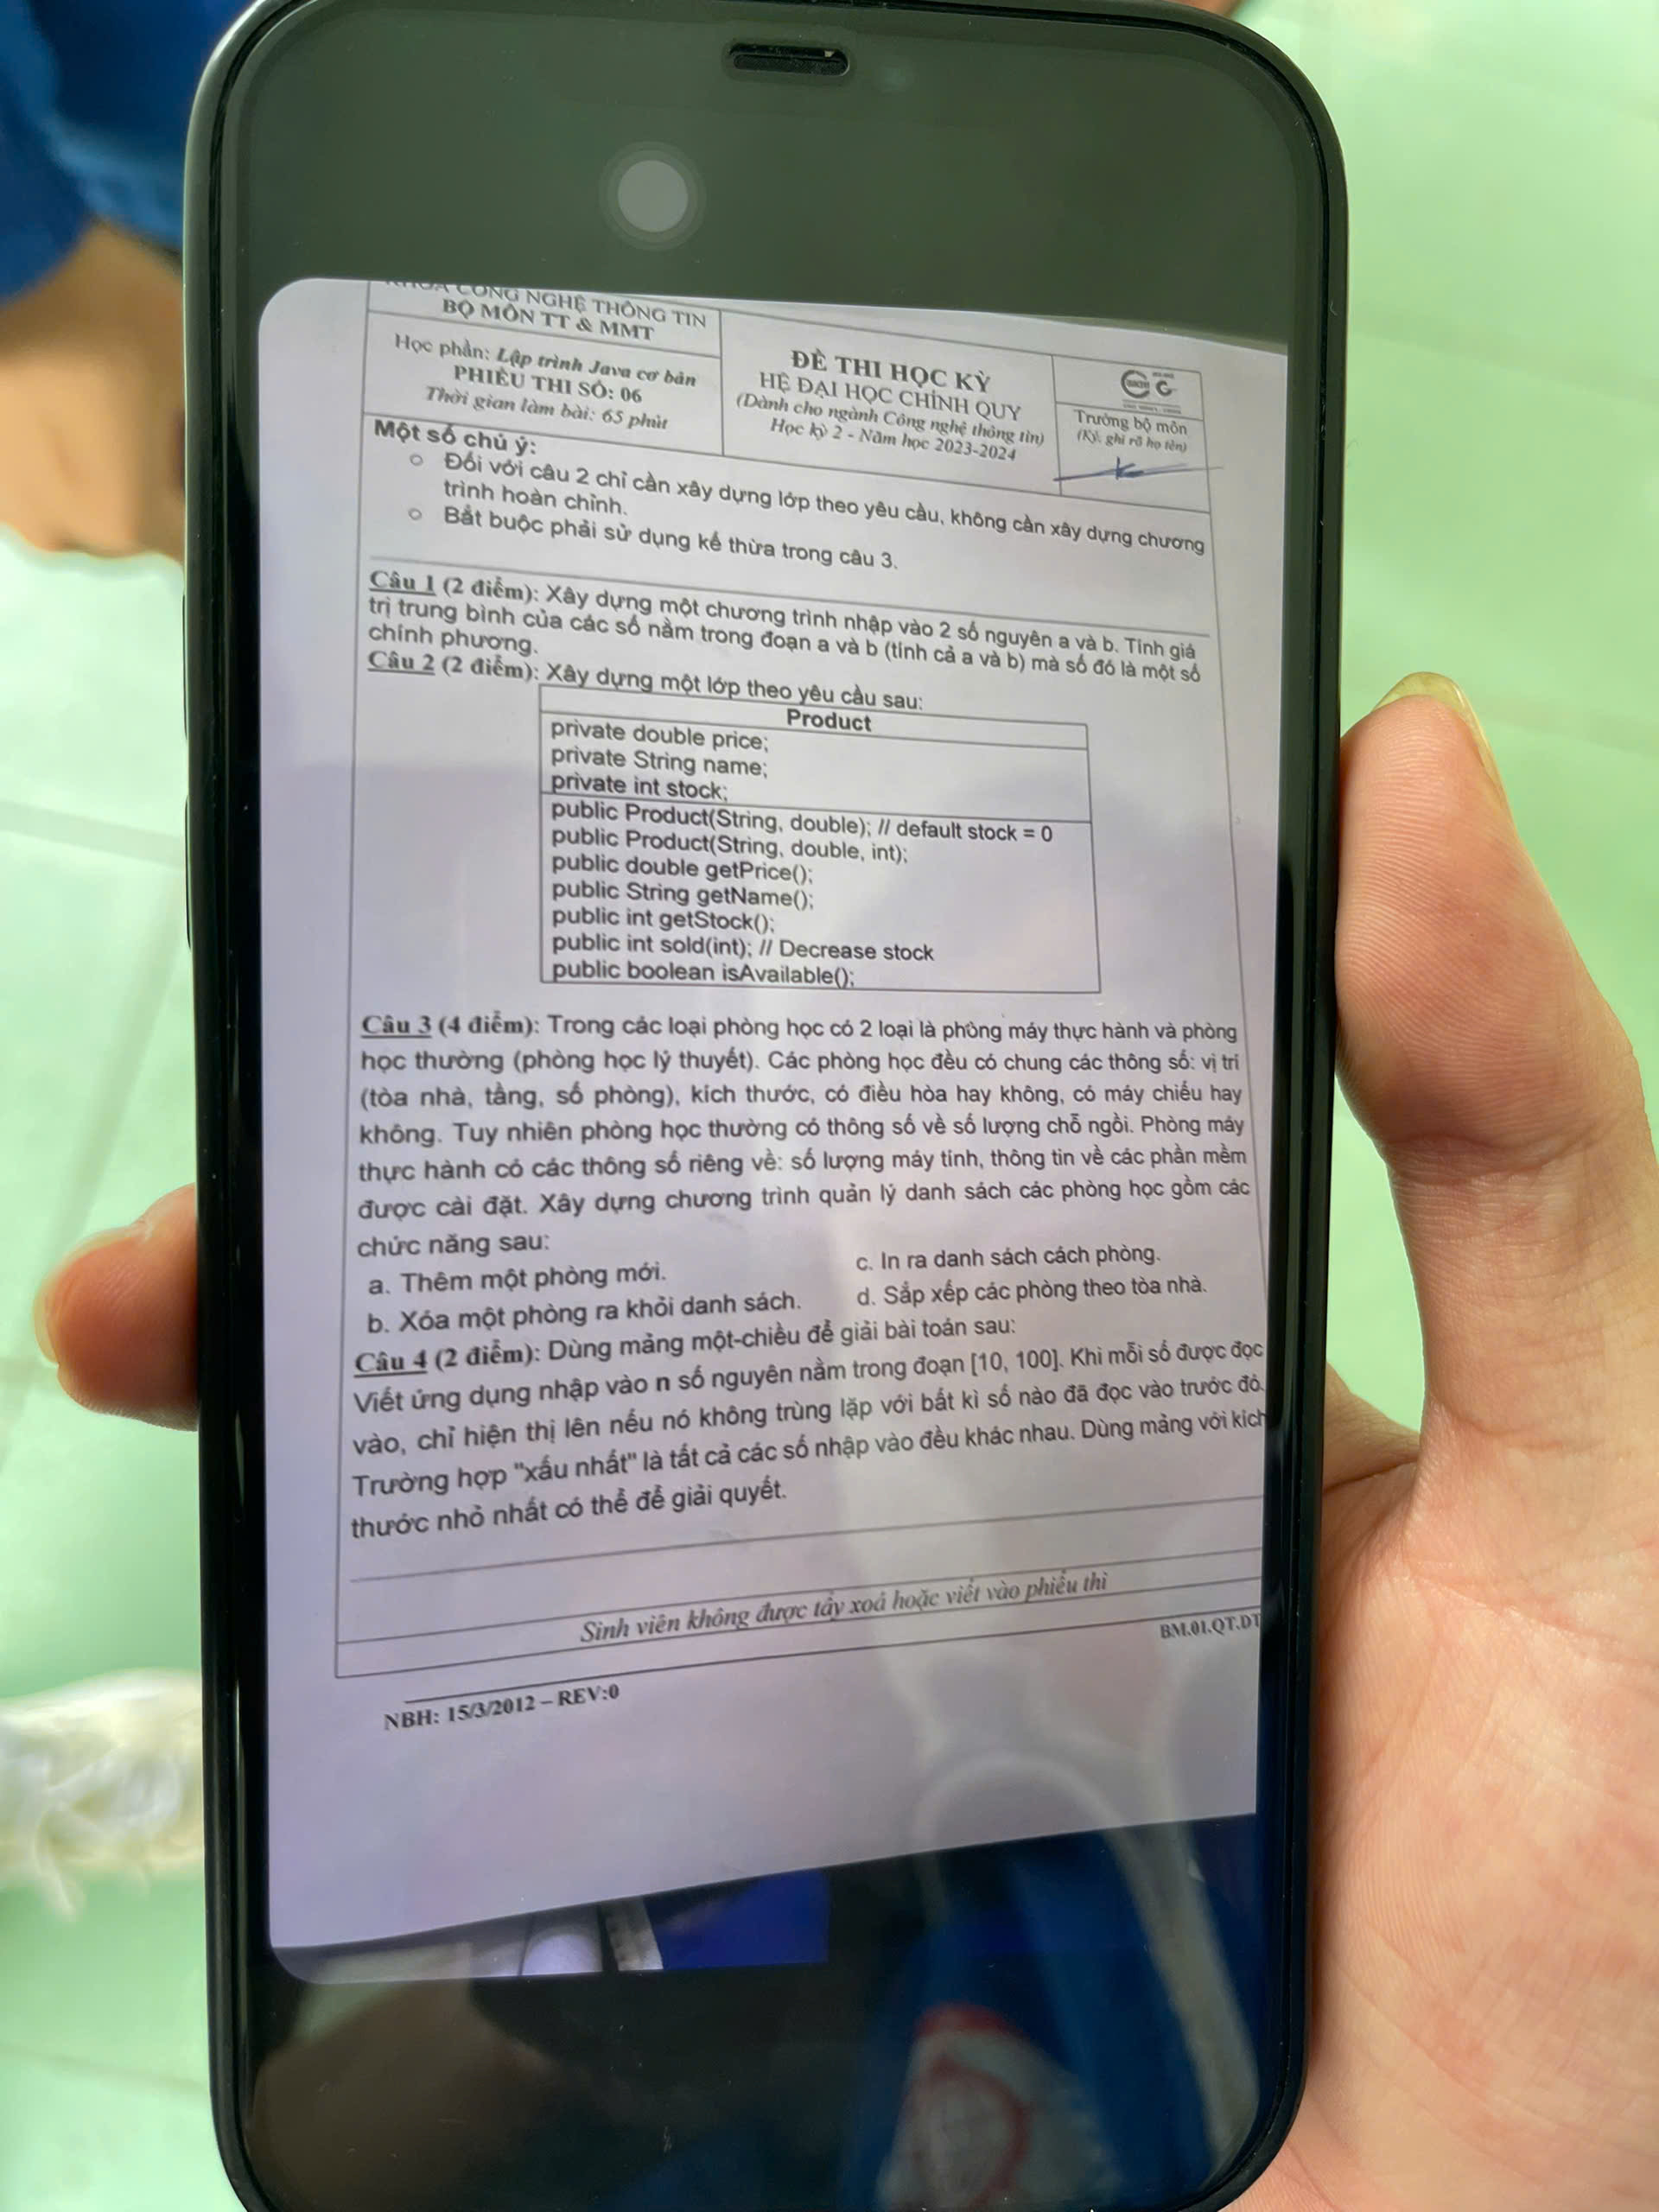 KHOA CÔNG NGHỆ THÔNG TIN
BỘ MÔN TT & MMT
Học phần: Lập trình Java cơ bản
PHIẾU THI SỐ: 06
Thời gian làm bài: 65 phút
ĐỀ THI HỌC KỲ
HỆ ĐẠI HỌC CHÍNH QUY
(Dành cho ngành Công nghệ thông tin)
Học kỳ 2 - Năm học 2023-2024
Trưởng bộ môn
(Ký, ghi rõ họ tên)
Một số chú ý:
○ Đối với câu 2 chỉ cần xây dựng lớp theo yêu cầu, không cần xây dựng chương
trình hoàn chỉnh.
○ Bắt buộc phải sử dụng kế thừa trong câu 3.
Câu 1 (2 điểm): Xây dựng một chương trình nhập vào 2 số nguyên a và b. Tính giá
trị trung bình của các số nằm trong đoạn a và b (tính cả a và b) mà số đó là một số
chính phương.
Câu 2 (2 điểm): Xây dựng một lớp theo yêu cầu sau:
Product
private double price;
private String name;
private int stock;
public Product(String, double); // default stock = 0
public Product(String, double, int);
public double getPrice();
public String getName();
public int getStock();
public int sold(int); // Decrease stock
public boolean isAvailable();
Câu 3 (4 điểm): Trong các loại phòng học có 2 loại là phòng máy thực hành và phòng
học thường (phòng học lý thuyết). Các phòng học đều có chung các thông số: vị trí
(tòa nhà, tầng, số phòng), kích thước, có điều hòa hay không, có máy chiếu hay
không. Tuy nhiên phòng học thường có thông số về số lượng chỗ ngồi. Phòng máy
thực hành có các thông số riêng về: số lượng máy tính, thông tin về các phần mềm
được cài đặt. Xây dựng chương trình quản lý danh sách các phòng học gồm các
chức năng sau:
a. Thêm một phòng mới.
b. Xóa một phòng ra khỏi danh sách.
c. In ra danh sách cách phòng.
d. Sắp xếp các phòng theo tòa nhà.
Câu 4 (2 điểm): Dùng mảng một-chiều để giải bài toán sau:
Viết ứng dụng nhập vào n số nguyên nằm trong đoạn [10, 100]. Khi mỗi số được đọc
vào, chỉ hiện thị lên nếu nó không trùng lặp với bất kì số nào đã đọc vào trước đó.
Trường hợp "xấu nhất" là tất cả các số nhập vào đều khác nhau. Dùng mảng với kích
thước nhỏ nhất có thể để giải quyết.
Sinh viên không được tẩy xoá hoặc viết vào phiếu thi
BM.01.QT.DT
NBH: 15/3/2012 – REV:0